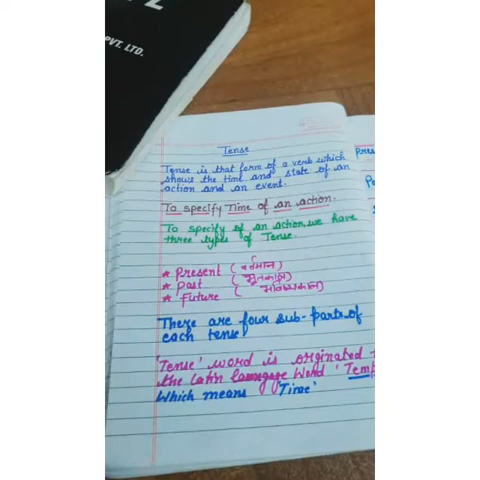 PVT. LTD.
Tense
Tense is that form of a verb which
shows the time and state of an
action and an event.
To specify Time of an action.
To specify of an action, we have
three types of Tense.
* Present (वर्तमान)
* Past (भूतकाल)
* Future (भविष्यकाल)
There are four sub-parts of
each tense
'Tense' word is orginated
the Latin Word 'Temp
Which means 'Time'